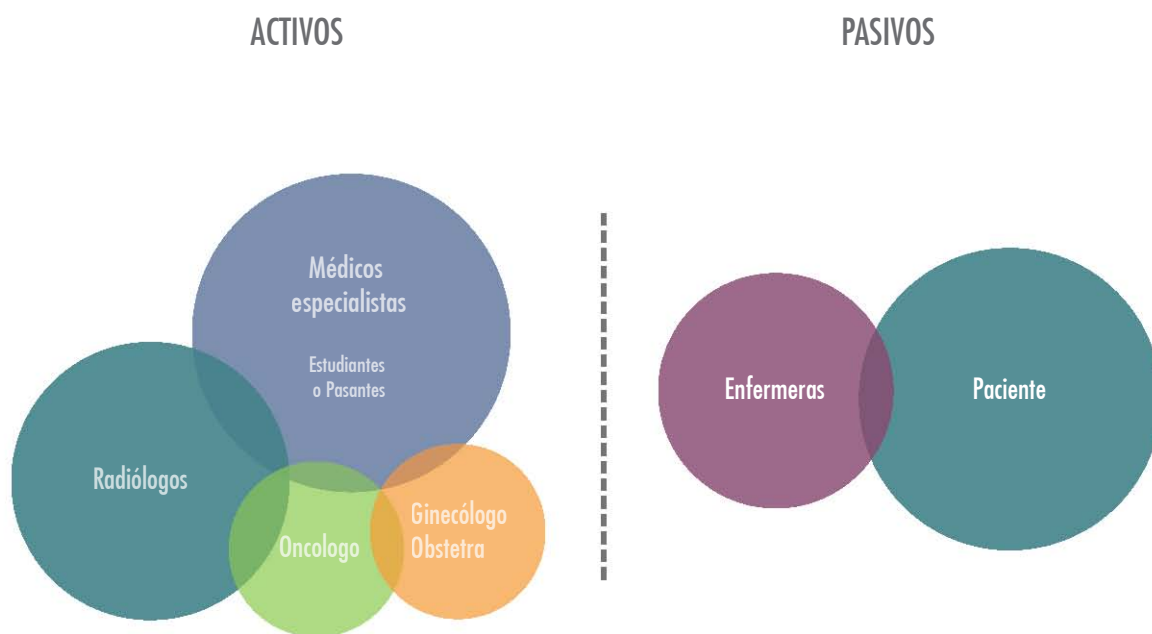 ACTIVOS
PASIVOS
Médicos
especialistas
Estudiantes
o Pasantes
Radiólogos
Oncologo
Ginecólogo
Obstetra
Enfermeras
Paciente